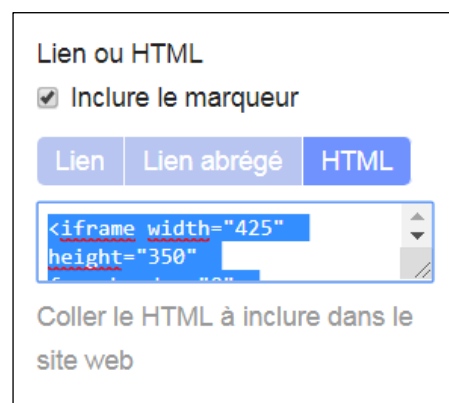 Lien ou HTML
Inclure le marqueur
Lien Lien abrégé HTML
<iframe width="425"
height="350"
Coller le HTML à inclure dans le
site web